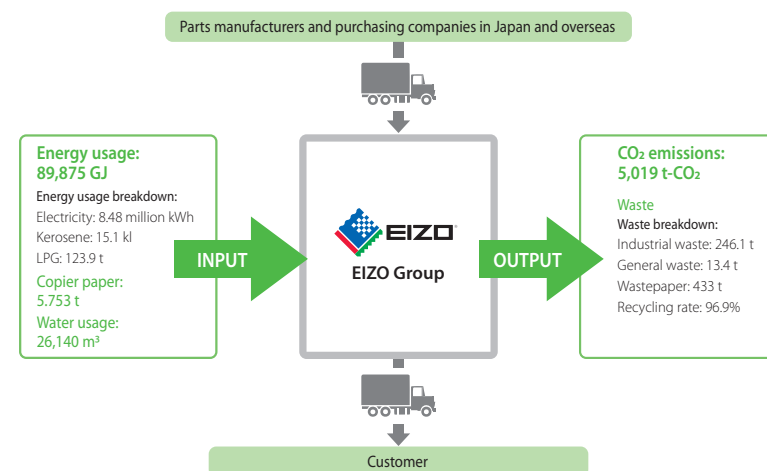 Parts manufacturers and purchasing companies in Japan and overseas
Energy usage:
89,875 GJ
Energy usage breakdown:
Electricity: 8.48 million kWh
Kerosene: 15.1 kl
LPG: 123.9 t
Copier paper:
5.753 t
Water usage:
26,140 m³
INPUT
EIZO
EIZO Group
OUTPUT
CO₂ emissions:
5,019 t-CO₂
Waste
Waste breakdown:
Industrial waste: 246.1 t
General waste: 13.4 t
Wastepaper: 433 t
Recycling rate: 96.9%
Customer